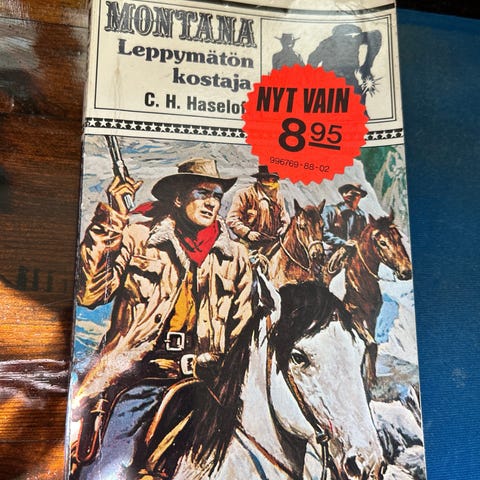 MONTANA
Leppymätön
kostaja
C. H. Haselof
NYT VAIN
8 95
996769-88-02